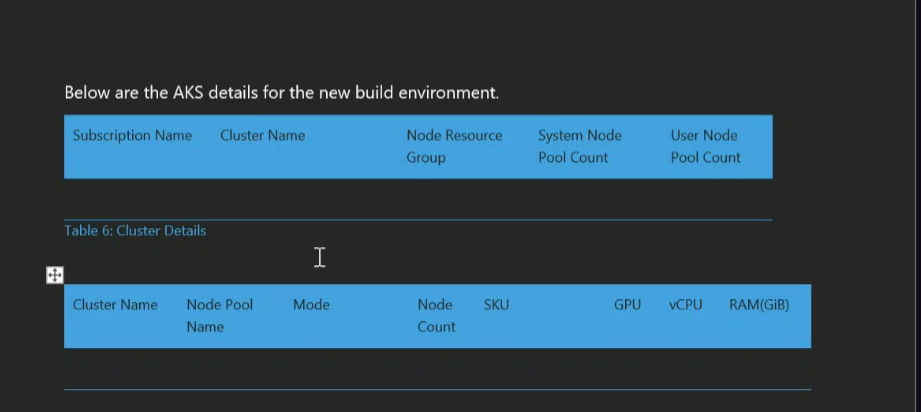 Below are the AKS details for the new build environment.
Subscription Name Cluster Name Node Resource Group System Node Pool Count User Node Pool Count
Table 6: Cluster Details
Cluster Name Node Pool Name Mode Node Count SKU GPU vCPU RAM(GiB)